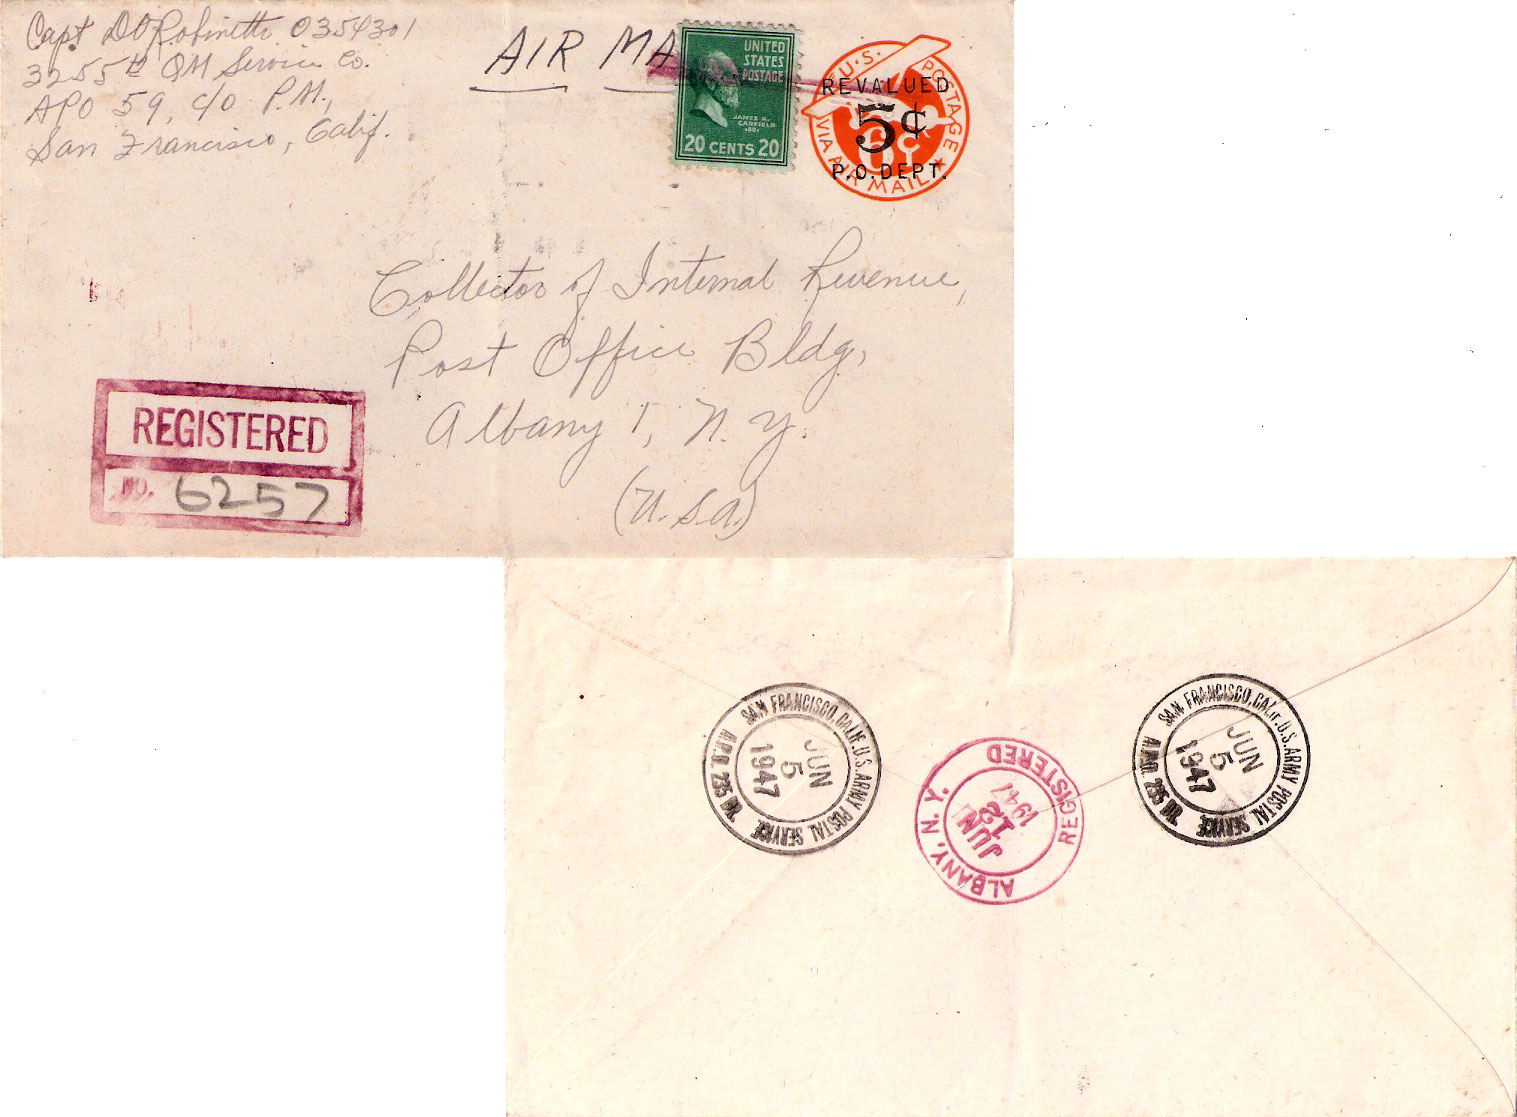 Capt D O Robinette 0354301
3255th QM Service Co.
APO 59, c/o P.M.,
San Francisco, Calif.
AIR MA
UNITED
STATES
POSTAGE
JAMES A.
GARFIELD
1881
20 CENTS 20
U.S. POSTAGE
REVALUED
5¢
6¢
P.O.DEPT.
VIA AIR MAIL
Collector of Internal Revenue,
Post Office Bldg,
Albany 1, N.Y.
(U.S.A.)
REGISTERED
NO. 6257
SAN FRANCISCO, CALIF. U.S. ARMY POSTAL SERVICE
A.P.O. 235
JUN
5
1947
ALBANY, N.Y.
REGISTERED
JUN
12
1947
SAN FRANCISCO, CALIF. U.S. ARMY POSTAL SERVICE
A.P.O. 235
JUN
5
1947